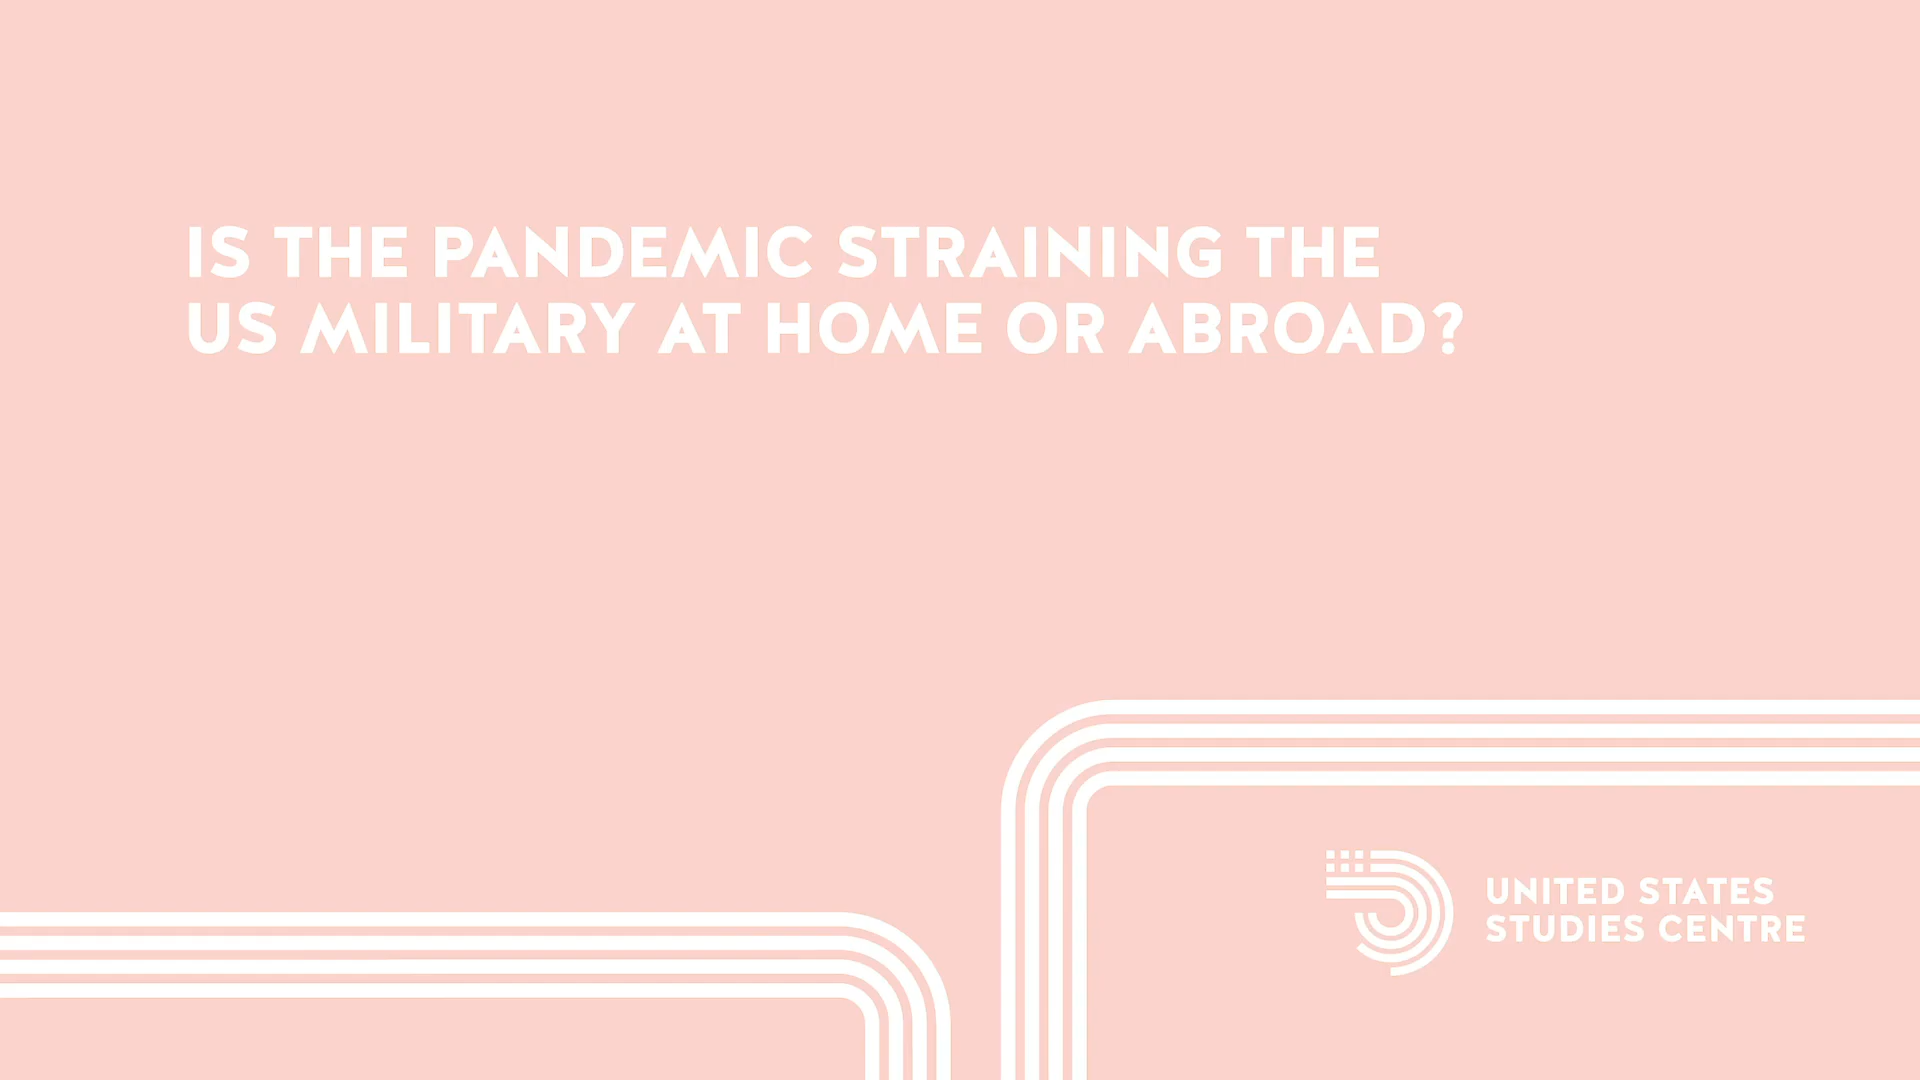 IS THE PANDEMIC STRAINING THE
US MILITARY AT HOME OR ABROAD?
UNITED STATES
STUDIES CENTRE